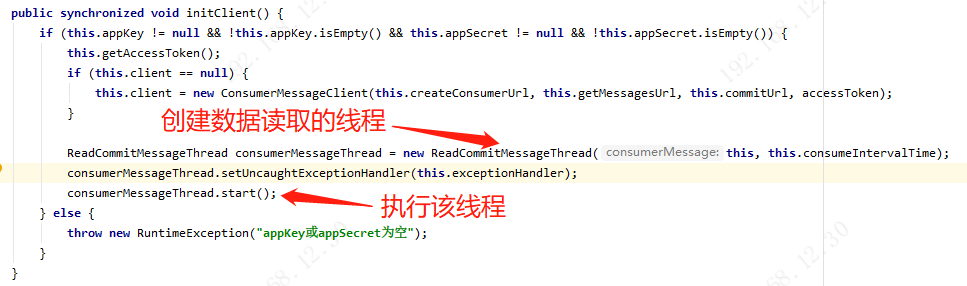 public synchronized void initClient() {
if (this.appKey != null && !this.appKey.isEmpty() && this.appSecret != null && !this.appSecret.isEmpty()) {
this.getAccessToken();
if (this.client == null) {
this.client = new ConsumerMessageClient(this.createConsumerUrl, this.getMessagesUrl, this.commitUrl, accessToken);
}
创建数据读取的线程
ReadCommitMessageThread consumerMessageThread = new ReadCommitMessageThread( consumerMessage: this, this.consumeIntervalTime);
consumerMessageThread.setUncaughtExceptionHandler(this.exceptionHandler);
consumerMessageThread.start();
执行该线程
} else {
throw new RuntimeException("appKey或appSecret为空");
}
}